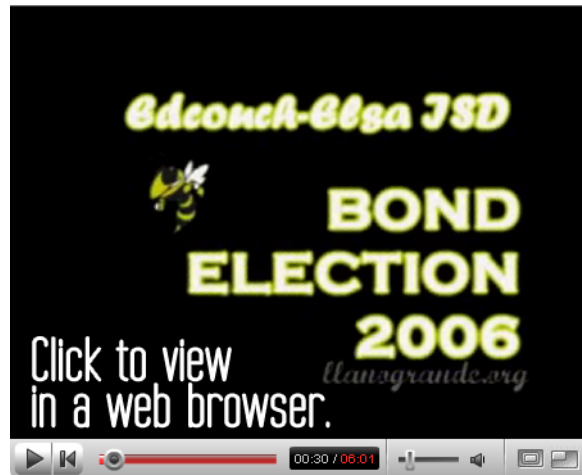 Edcouch-Elsa ISD
BOND
ELECTION
2006
llanogrande.org
Click to view
in a web browser.
00:30 / 06:01